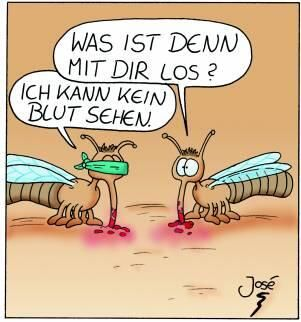 WAS IST DENN
MIT DIR LOS?
ICH KANN KEIN
BLUT SEHEN.
José